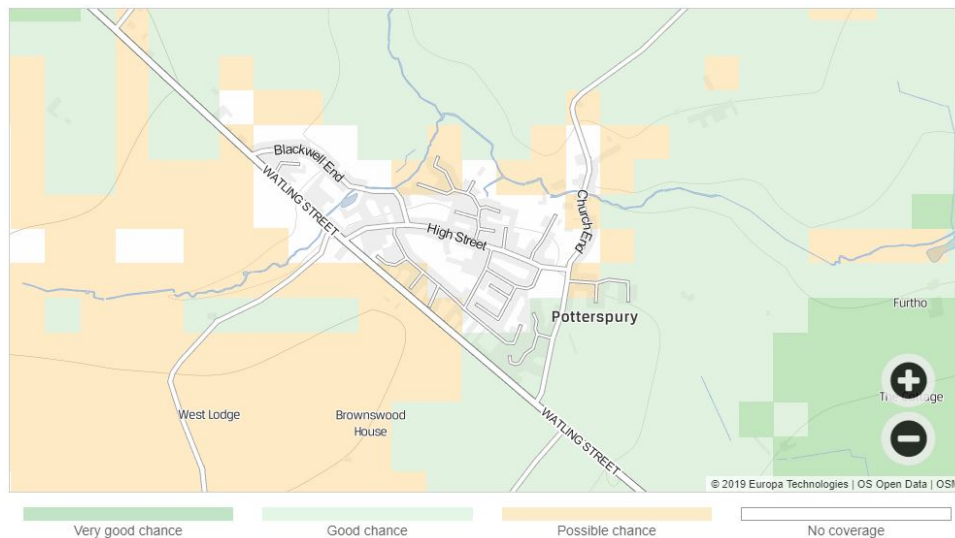 Blackwell End
WATLING STREET
High Street
Church End
Furtho
Potterspury
West Lodge
Brownswood
House
WATLING STREET
© 2019 Europa Technologies | OS Open Data | OSM
Very good chance
Good chance
Possible chance
No coverage